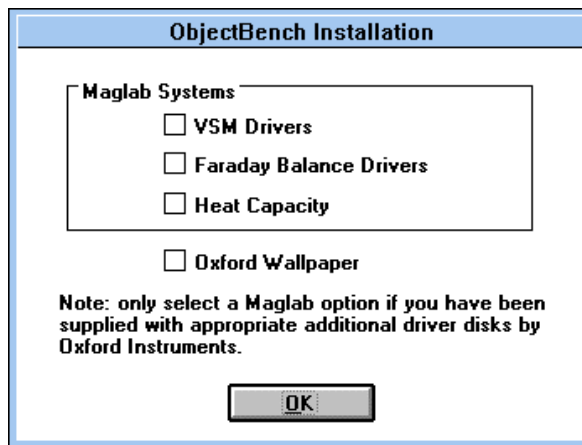 ObjectBench Installation
Maglab Systems
VSM Drivers
Faraday Balance Drivers
Heat Capacity
Oxford Wallpaper
Note: only select a Maglab option if you have been
supplied with appropriate additional driver disks by
Oxford Instruments.
OK